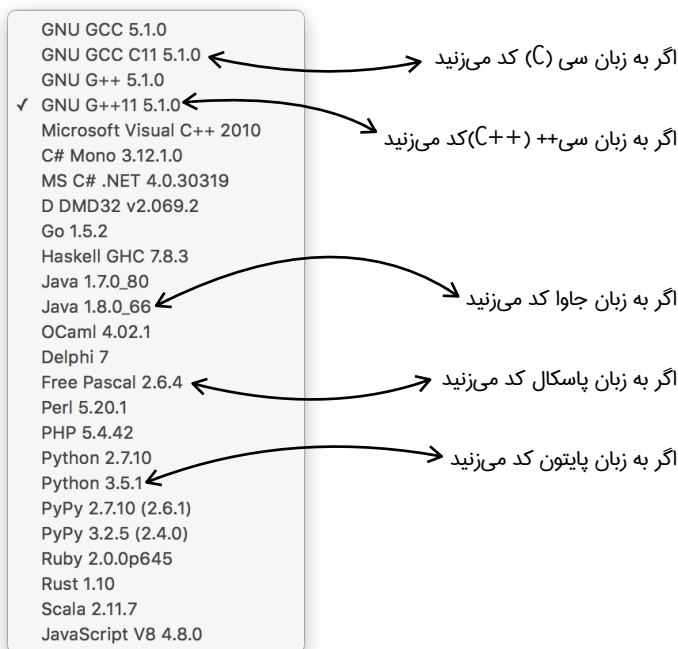 GNU GCC 5.1.0
GNU GCC C11 5.1.0
GNU G++ 5.1.0
✓ GNU G++11 5.1.0
Microsoft Visual C++ 2010
C# Mono 3.12.1.0
MS C# .NET 4.0.30319
D DMD32 v2.069.2
Go 1.5.2
Haskell GHC 7.8.3
Java 1.7.0_80
Java 1.8.0_66
OCaml 4.02.1
Delphi 7
Free Pascal 2.6.4
Perl 5.20.1
PHP 5.4.42
Python 2.7.10
Python 3.5.1
PyPy 2.7.10 (2.6.1)
PyPy 3.2.5 (2.4.0)
Ruby 2.0.0p645
Rust 1.10
Scala 2.11.7
JavaScript V8 4.8.0
اگر به زبان سی (C) کد می‌زنید
اگر به زبان سی++ (C++)کد می‌زنید
اگر به زبان جاوا کد می‌زنید
اگر به زبان پاسکال کد می‌زنید
اگر به زبان پایتون کد می‌زنید